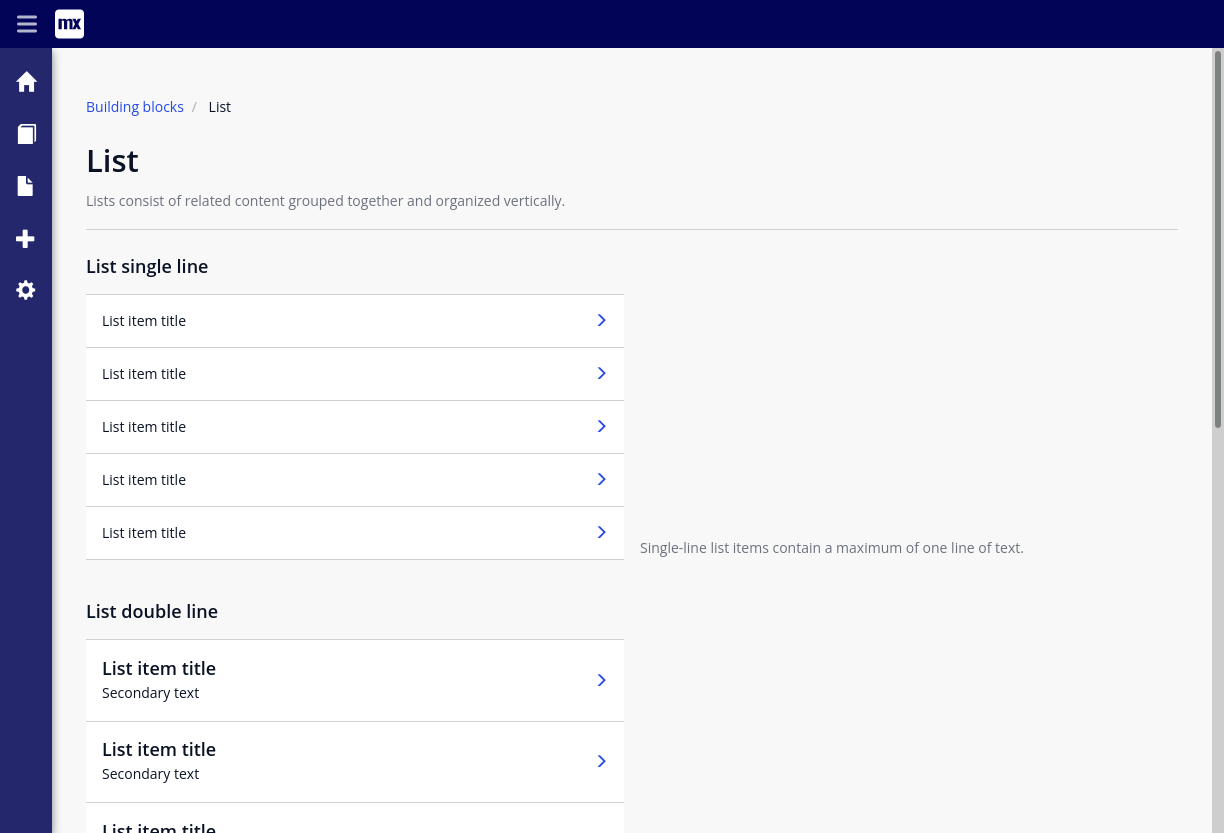 mx
Building blocks / List
List
Lists consist of related content grouped together and organized vertically.
List single line
List item title
List item title
List item title
List item title
List item title
Single-line list items contain a maximum of one line of text.
List double line
List item title
Secondary text
List item title
Secondary text
List item title